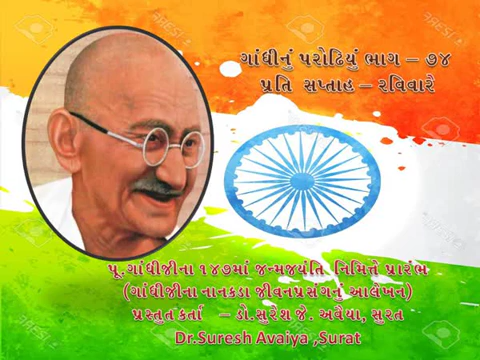 ગાંધીનું પરોઢિયું ભાગ – ૭૪
પ્રતિ સપ્તાહ – રવિવારે
પૂ.ગાંધીજીના ૧૪૭માં જન્મજયંતિ નિમિત્તે પ્રારંભ
(ગાંધીજીના નાનકડા જીવનપ્રસંગનું આલેખન)
પ્રસ્તુતકર્તા – ડો.સુરેશ જે. અવૈયા, સુરત
Dr.Suresh Avaiya ,Surat